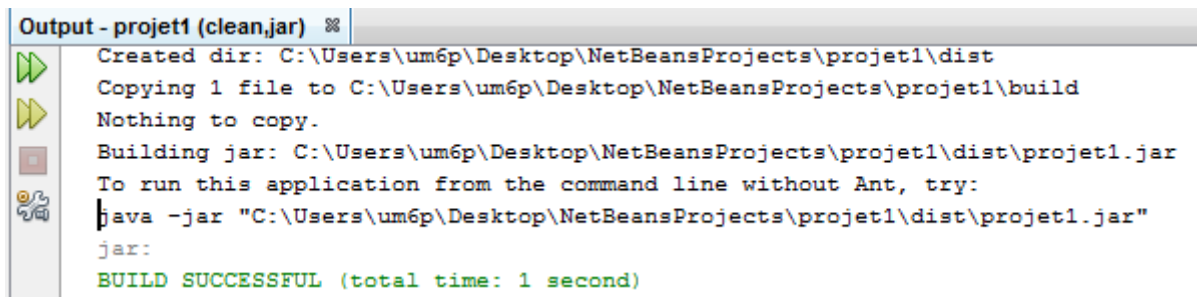 Output - projet1 (clean,jar)
Created dir: C:\Users\um6p\Desktop\NetBeansProjects\projet1\dist
Copying 1 file to C:\Users\um6p\Desktop\NetBeansProjects\projet1\build
Nothing to copy.
Building jar: C:\Users\um6p\Desktop\NetBeansProjects\projet1\dist\projet1.jar
To run this application from the command line without Ant, try:
java -jar "C:\Users\um6p\Desktop\NetBeansProjects\projet1\dist\projet1.jar"
jar:
BUILD SUCCESSFUL (total time: 1 second)